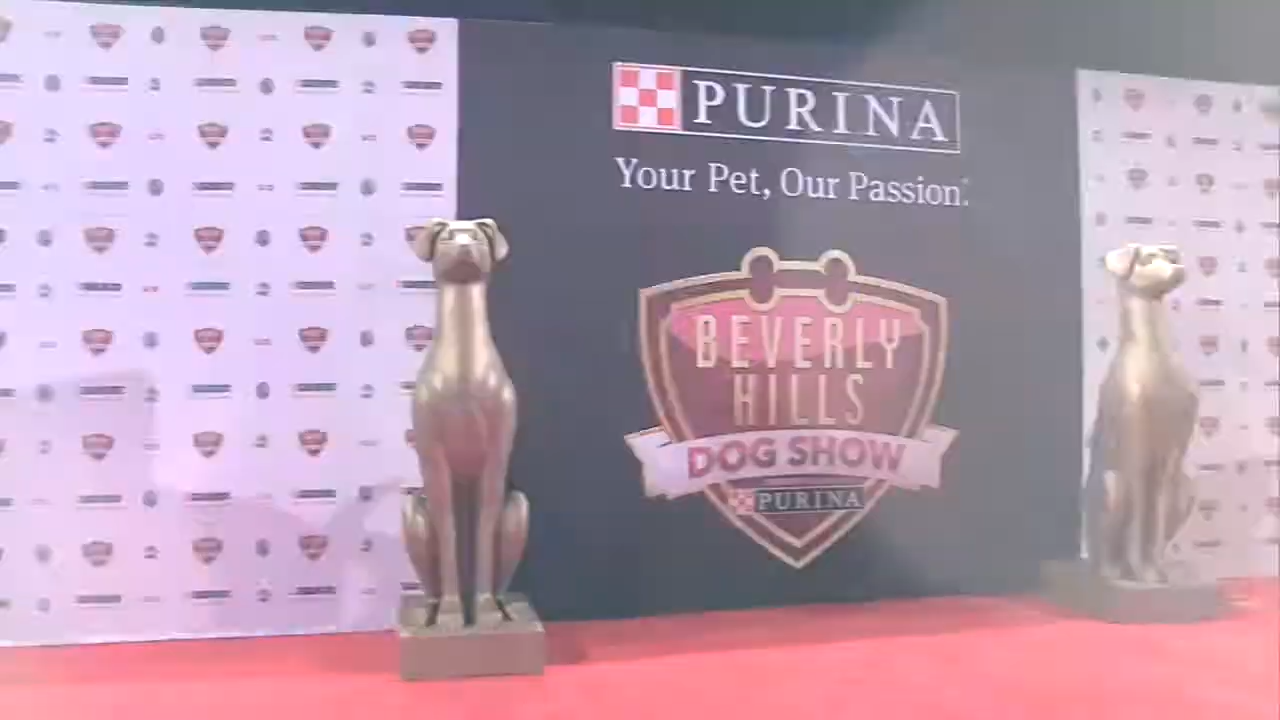 PURINA
Your Pet, Our Passion.
BEVERLY
HILLS
DOG SHOW
PURINA